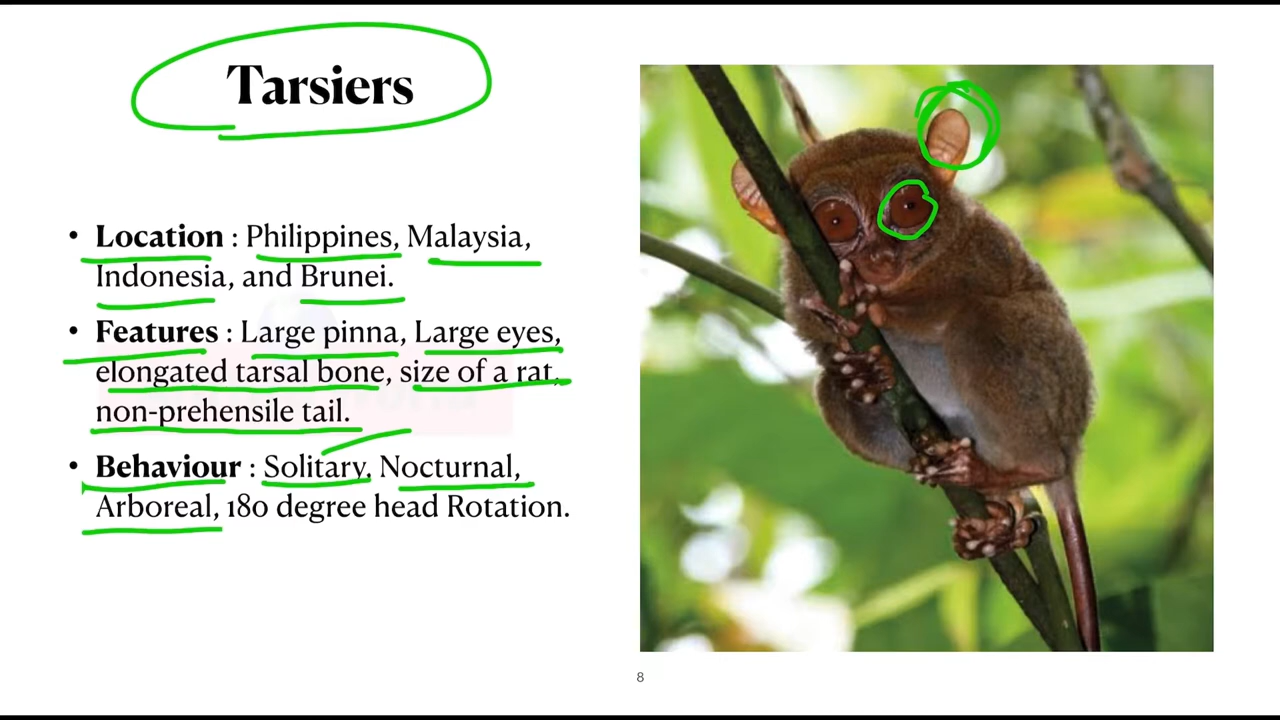 Tarsiers
• Location : Philippines, Malaysia,
Indonesia, and Brunei.
• Features : Large pinna, Large eyes,
elongated tarsal bone, size of a rat,
non-prehensile tail.
• Behaviour : Solitary, Nocturnal,
Arboreal, 180 degree head Rotation.
8